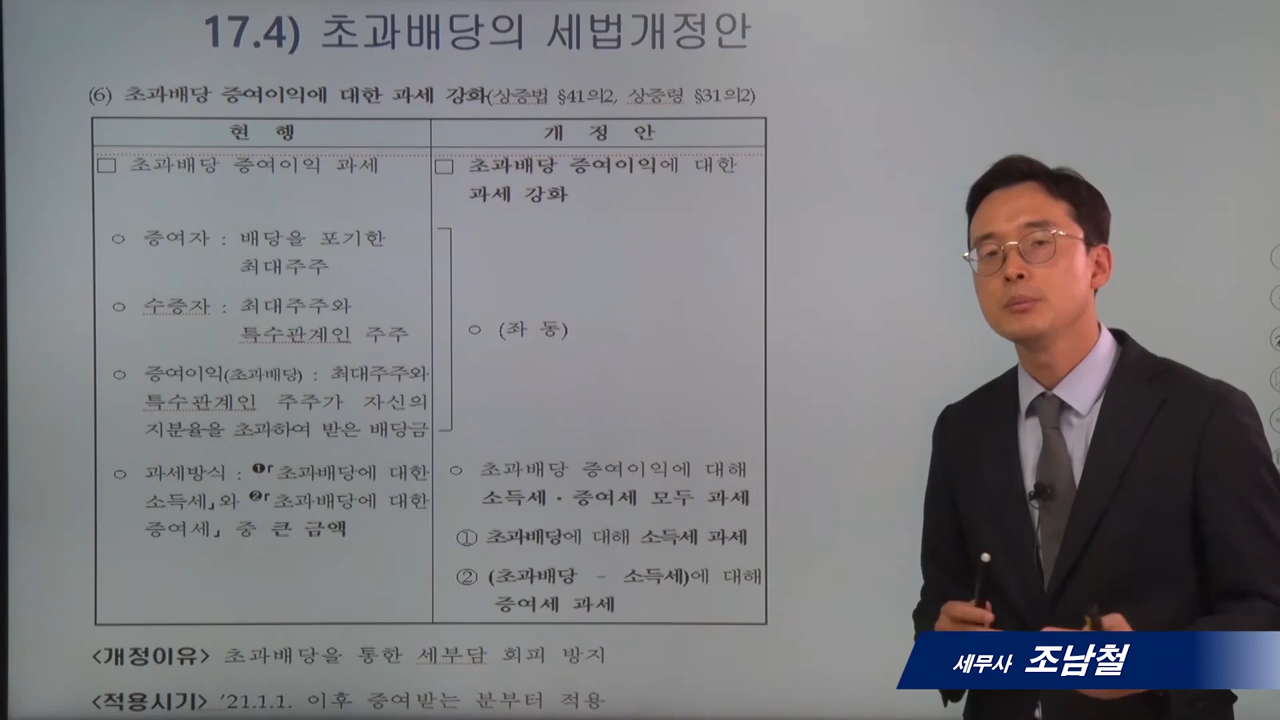 17.4) 초과배당의 세법개정안
(6) 초과배당 증여이익에 대한 과세 강화(상증법 §41의2, 상증령 §31의2)
현 행
개 정 안
□ 초과배당 증여이익 과세
□ 초과배당 증여이익에 대한
과세 강화
○ 증여자 : 배당을 포기한
최대주주
○ 수증자 : 최대주주와
특수관계인 주주
○ 증여이익(초과배당) : 최대주주와
특수관계인 주주가 자신의
지분율을 초과하여 받은 배당금
○ (좌 동)
○ 과세방식 : ❶「초과배당에 대한
소득세」와 ❷「초과배당에 대한
증여세」 중 큰 금액
○ 초과배당 증여이익에 대해
소득세·증여세 모두 과세
① 초과배당에 대해 소득세 과세
② (초과배당 - 소득세)에 대해
증여세 과세
<개정이유> 초과배당을 통한 세부담 회피 방지
<적용시기> '21.1.1. 이후 증여받는 분부터 적용
세무사 조남철